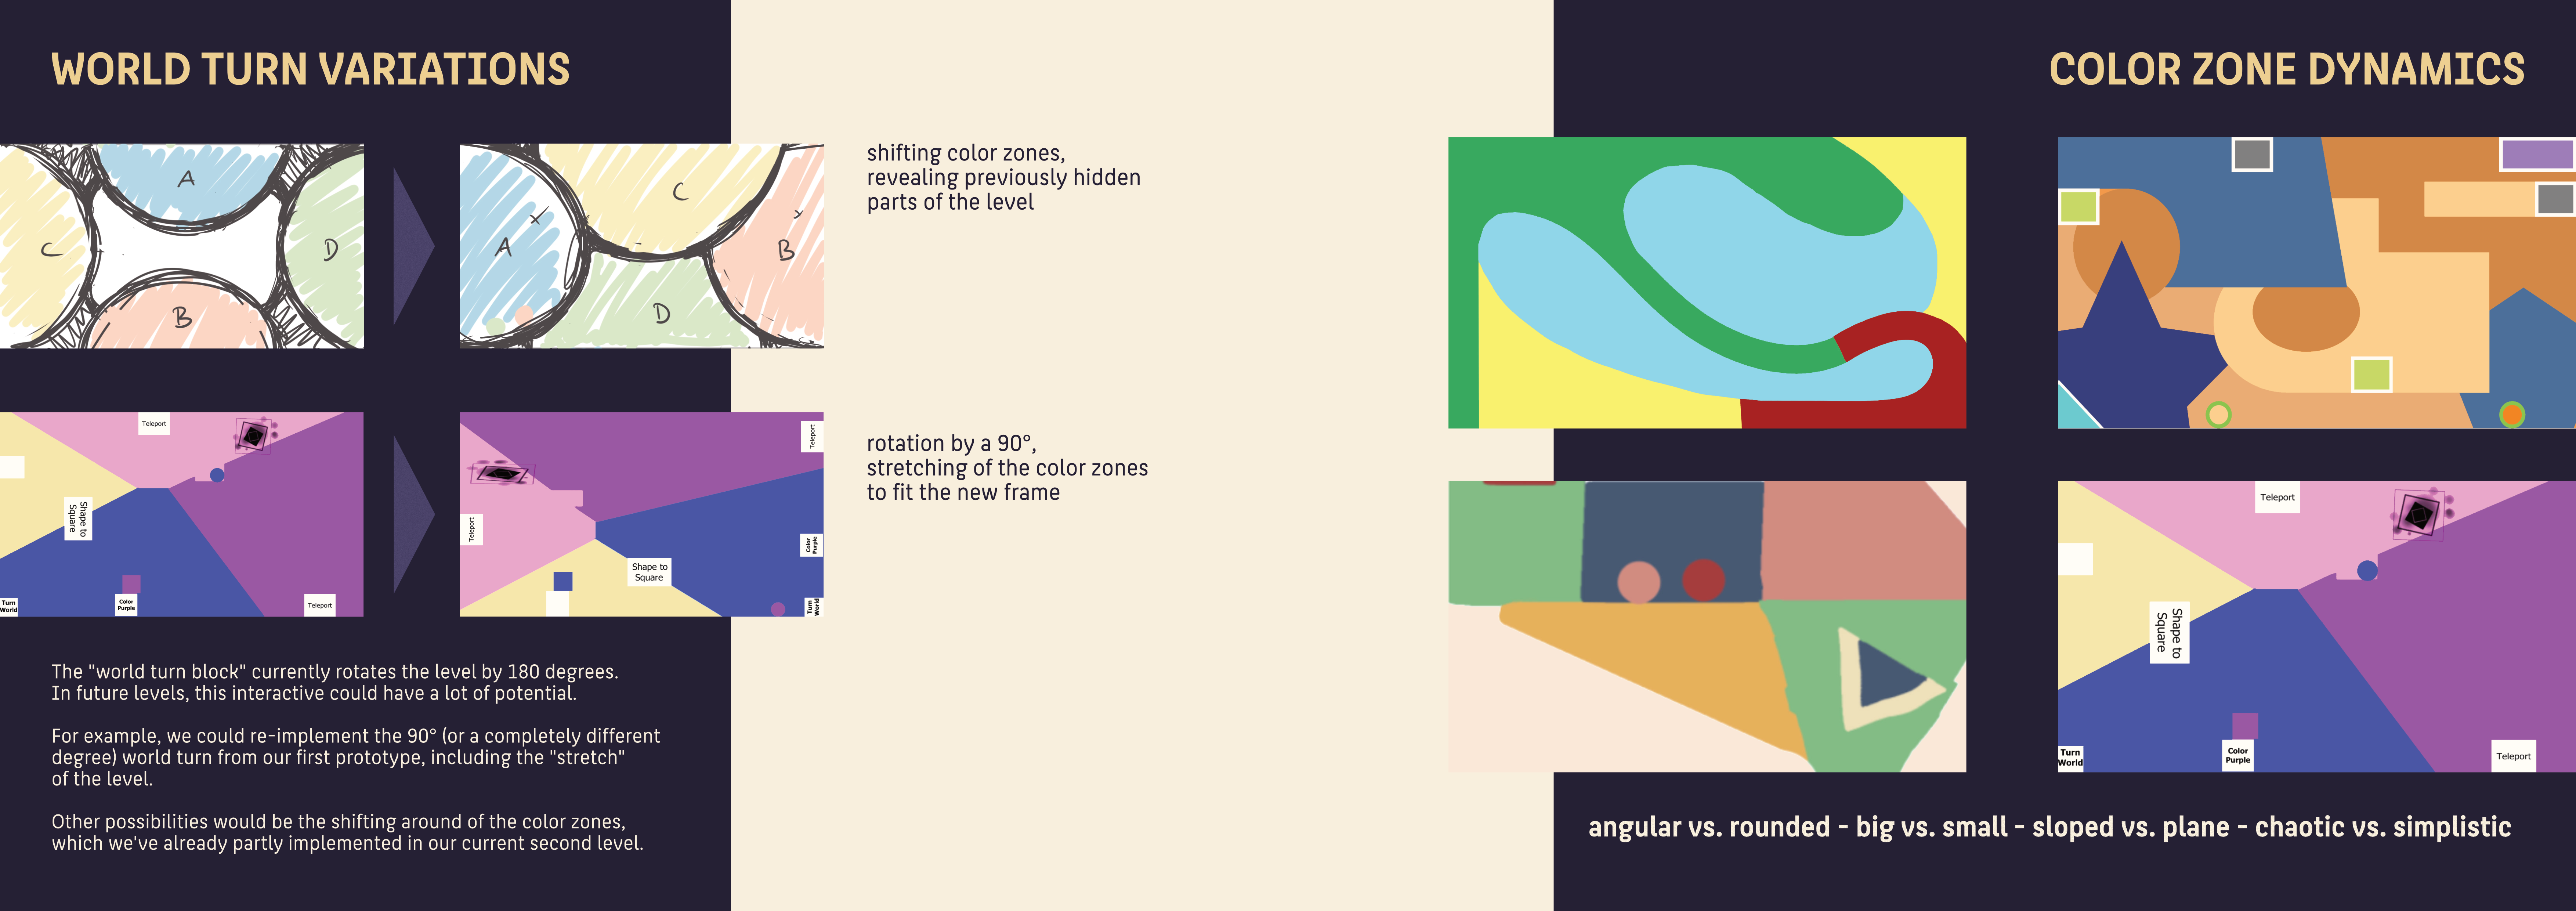 WORLD TURN VARIATIONS
A
C
D
B
C
A
B
D
x
x
shifting color zones,
revealing previously hidden
parts of the level
Teleport
Shape to
Square
Turn
World
Color
Purple
Teleport
Teleport
Teleport
Shape to
Square
Color
Purple
Turn
World
rotation by a 90°,
stretching of the color zones
to fit the new frame
The "world turn block" currently rotates the level by 180 degrees.
In future levels, this interactive could have a lot of potential.
For example, we could re-implement the 90° (or a completely different
degree) world turn from our first prototype, including the "stretch"
of the level.
Other possibilities would be the shifting around of the color zones,
which we've already partly implemented in our current second level.
COLOR ZONE DYNAMICS
Teleport
Shape to
Square
Turn
World
Color
Purple
Teleport
angular vs. rounded - big vs. small - sloped vs. plane - chaotic vs. simplistic